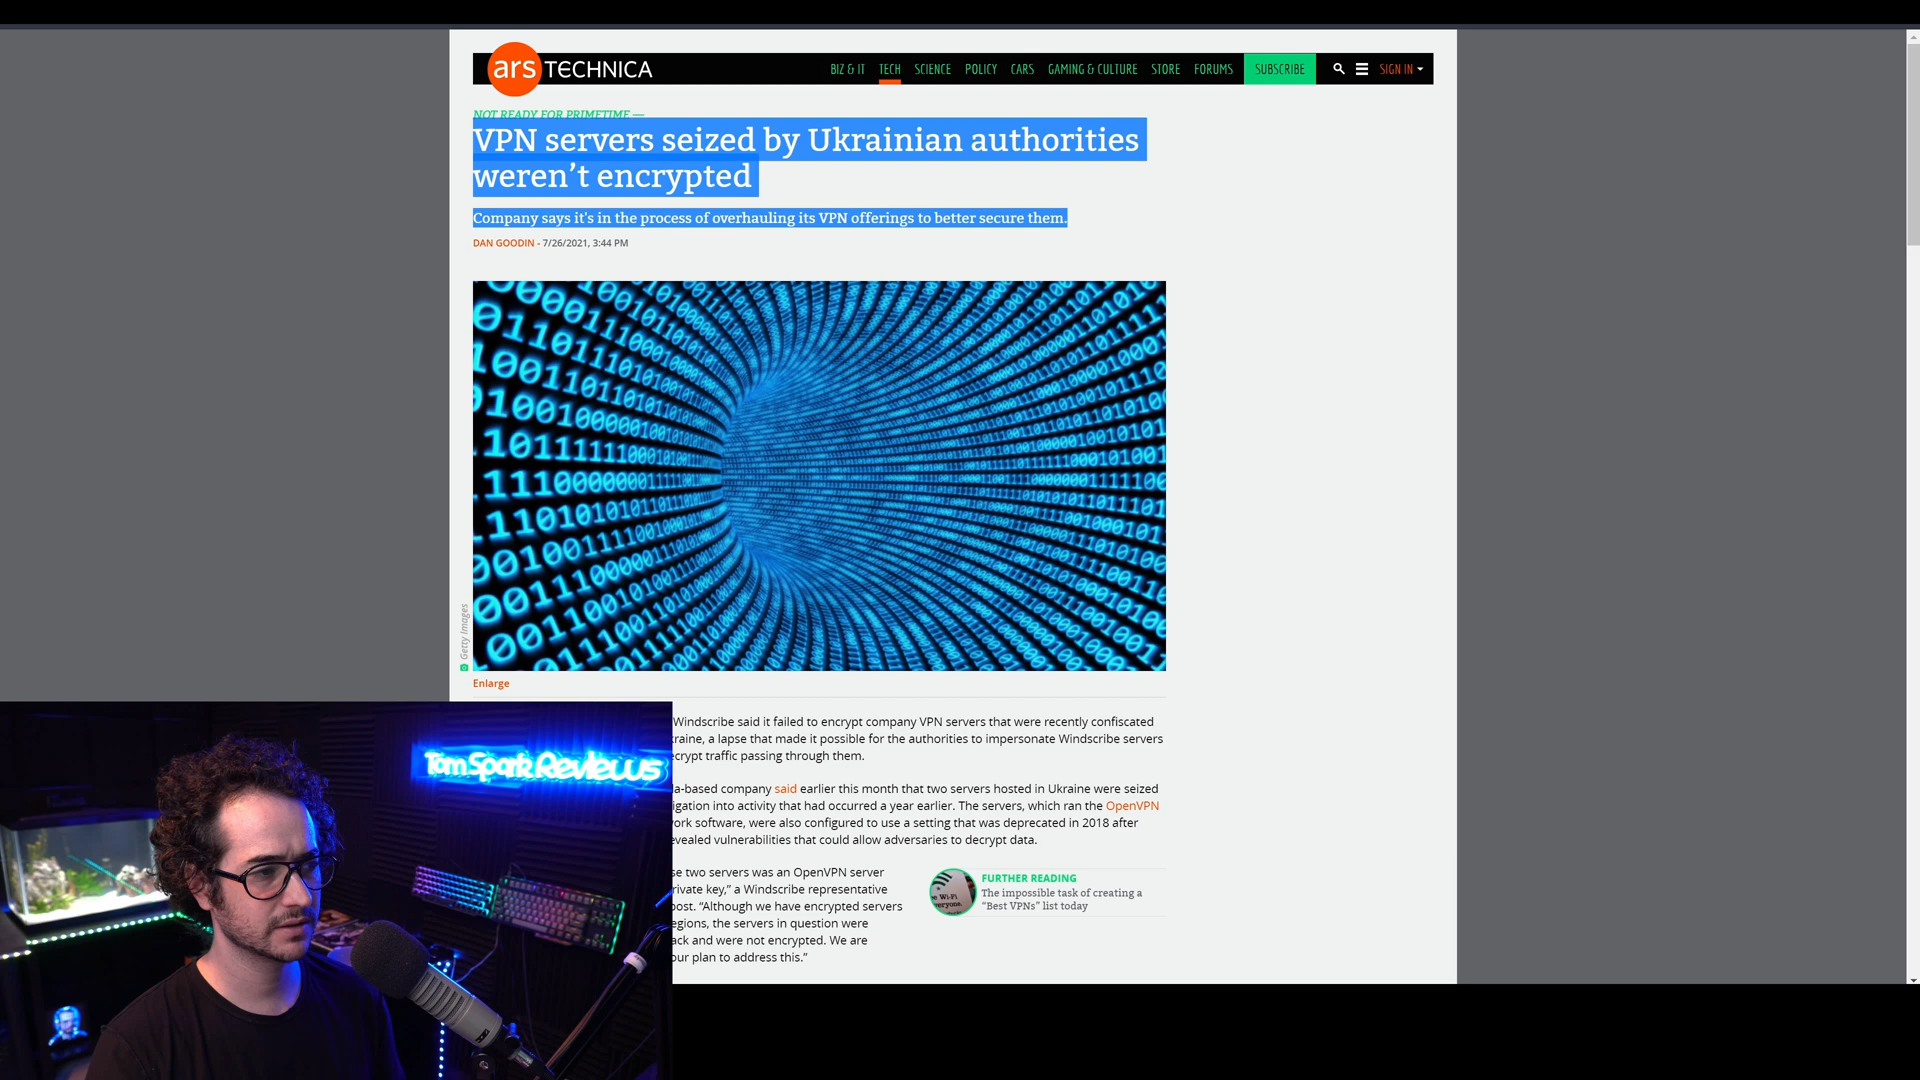 ars TECHNICA
BIZ & IT TECH SCIENCE POLICY CARS GAMING & CULTURE STORE FORUMS SUBSCRIBE SIGN IN
NOT READY FOR PRIMETIME —
VPN servers seized by Ukrainian authorities
weren’t encrypted
Company says it's in the process of overhauling its VPN offerings to better secure them.
DAN GOODIN - 7/26/2021, 3:44 PM
Getty Images
Enlarge
Windscribe said it failed to encrypt company VPN servers that were recently confiscated
kraine, a lapse that made it possible for the authorities to impersonate Windscribe servers
ecrypt traffic passing through them.
da-based company said earlier this month that two servers hosted in Ukraine were seized
igation into activity that had occurred a year earlier. The servers, which ran the OpenVPN
ork software, were also configured to use a setting that was deprecated in 2018 after
evealed vulnerabilities that could allow adversaries to decrypt data.
se two servers was an OpenVPN server
rivate key,” a Windscribe representative
post. “Although we have encrypted servers
egions, the servers in question were
ack and were not encrypted. We are
our plan to address this.”
FURTHER READING
The impossible task of creating a
“Best VPNs” list today
Tom Spark Reviews